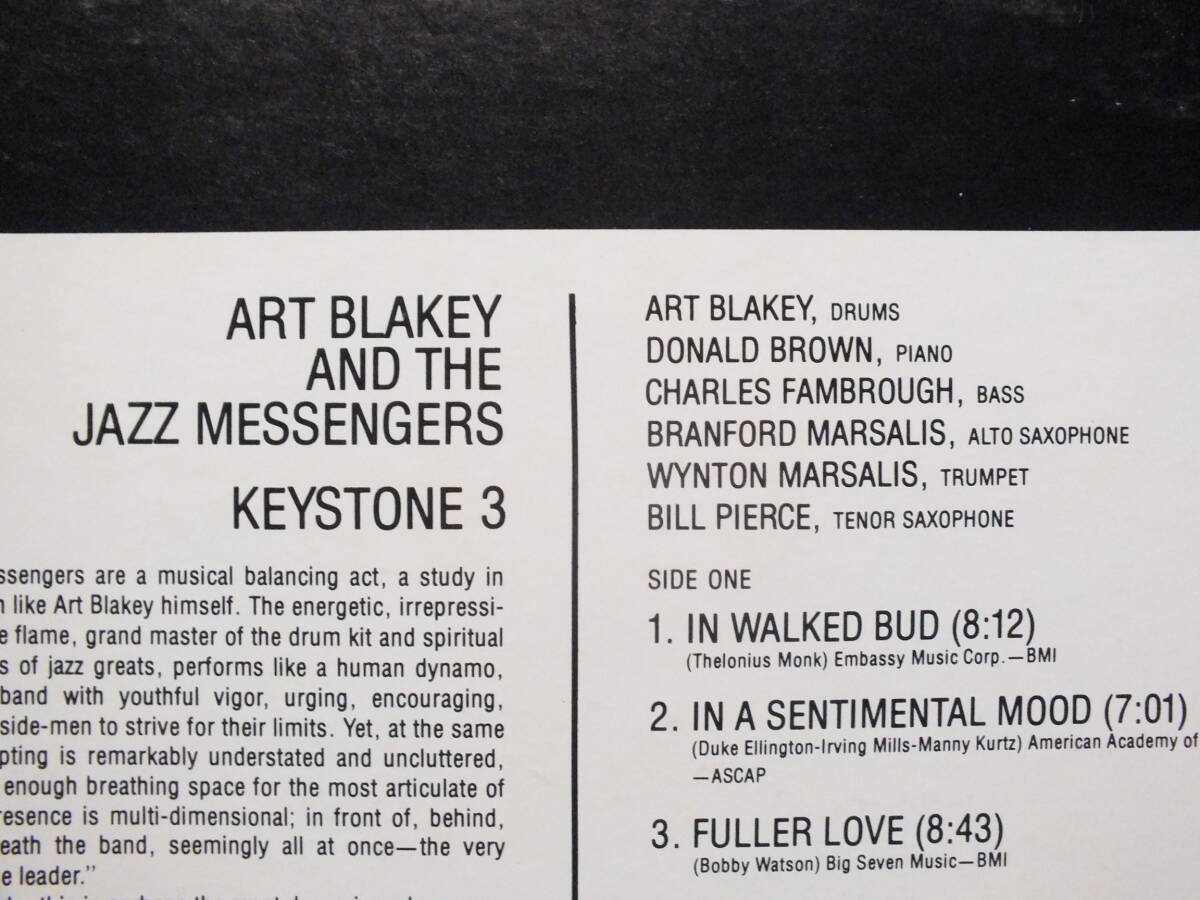 ART BLAKEY
AND THE
JAZZ MESSENGERS
KEYSTONE 3
are a musical balancing act, a study in
like Art Blakey himself. The energetic, irrepressi-
flame, grand master of the drum kit and spiritual
of jazz greats, performs like a human dynamo,
band with youthful vigor, urging, encouraging,
side-men to strive for their limits. Yet, at the same
is remarkably understated and uncluttered,
enough breathing space for the most articulate of
is multi-dimensional; in front of, behind,
the band, seemingly all at once—the very
leader."
ART BLAKEY, DRUMS
DONALD BROWN, PIANO
CHARLES FAMBROUGH, BASS
BRANFORD MARSALIS, ALTO SAXOPHONE
WYNTON MARSALIS, TRUMPET
BILL PIERCE, TENOR SAXOPHONE
SIDE ONE
1. IN WALKED BUD (8:12)
(Thelonius Monk) Embassy Music Corp.—BMI
2. IN A SENTIMENTAL MOOD (7:01)
(Duke Ellington-Irving Mills-Manny Kurtz) American Academy of
—ASCAP
3. FULLER LOVE (8:43)
(Bobby Watson) Big Seven Music—BMI